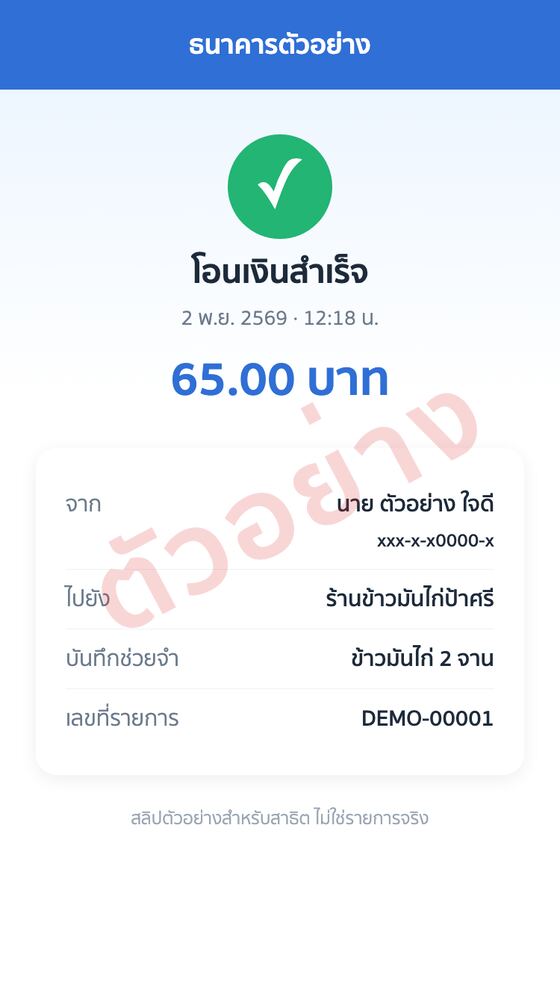 ธนาคารตัวอย่าง
โอนเงินสำเร็จ
2 พ.ย. 2569 · 12:18 น.
65.00 บาท
ตัวอย่าง
จาก นาย ตัวอย่าง ใจดี
xxx-x-x0000-x
ไปยัง ร้านข้าวมันไก่ป้าศรี
บันทึกช่วยจำ ข้าวมันไก่ 2 จาน
เลขที่รายการ DEMO-00001
สลิปตัวอย่างสำหรับสาธิต ไม่ใช่รายการจริง